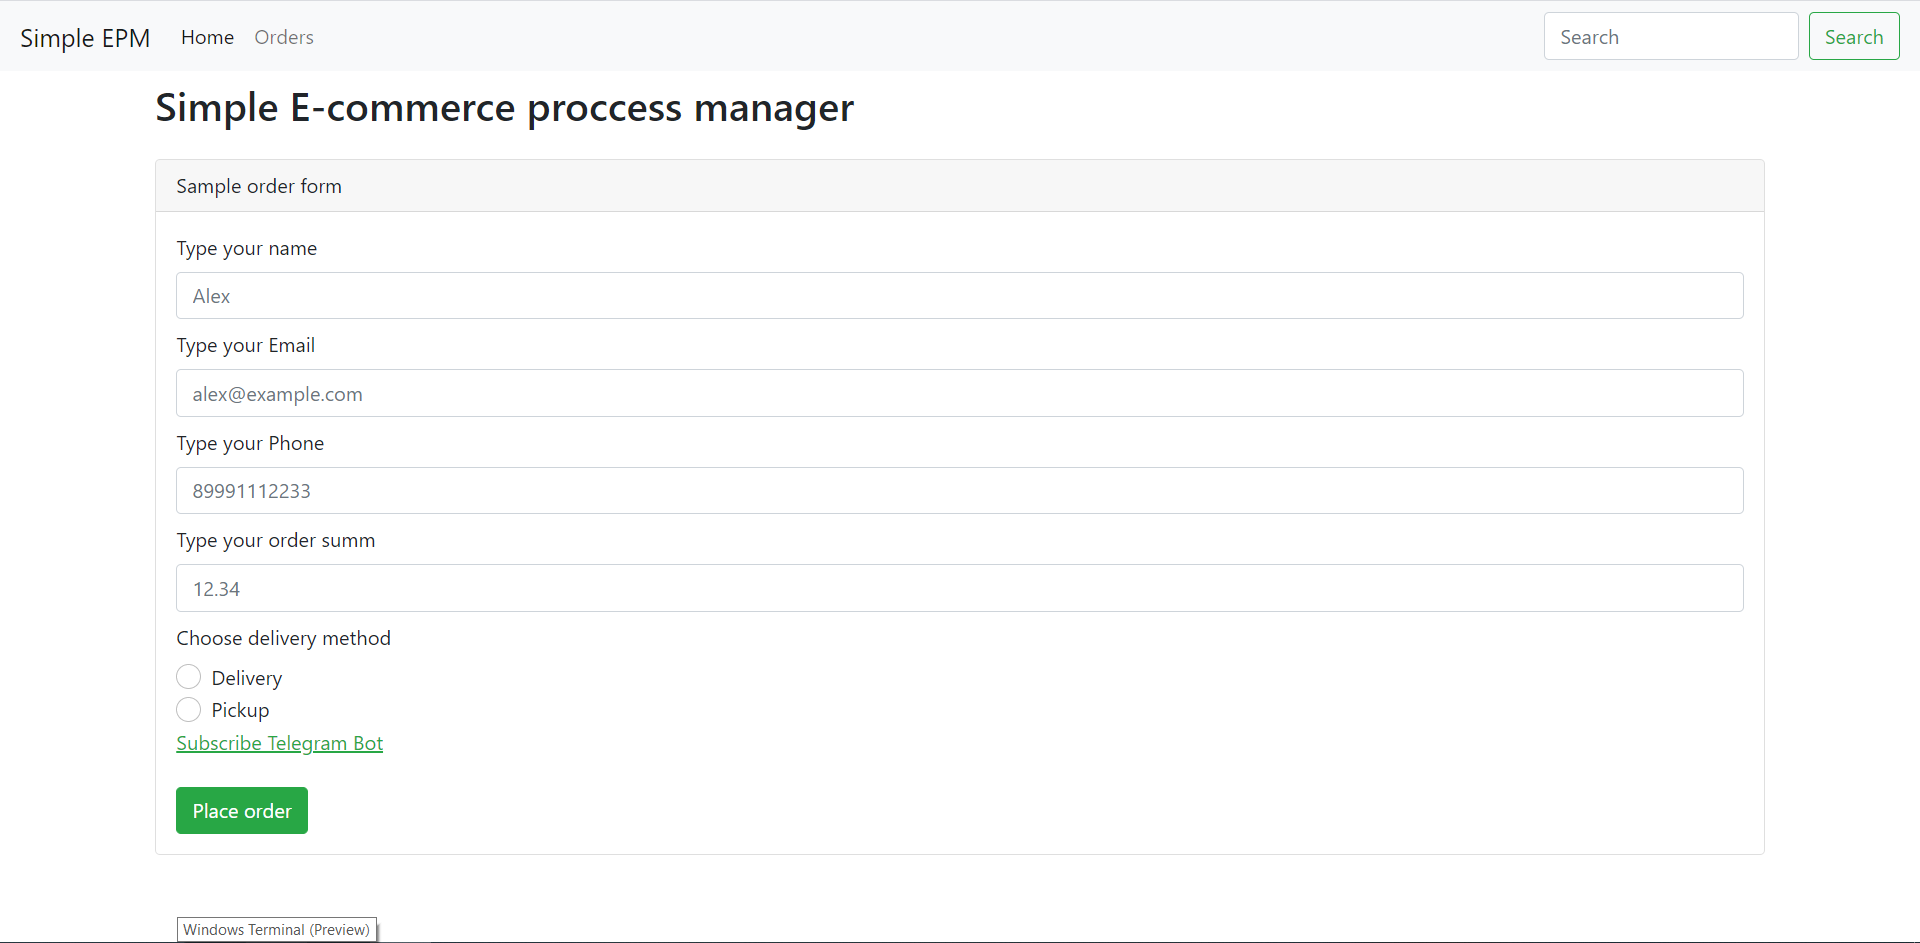 Simple EPM Home Orders Search Search
Simple E-commerce proccess manager
Sample order form
Type your name
Alex
Type your Email
alex@example.com
Type your Phone
89991112233
Type your order summ
12.34
Choose delivery method
Delivery
Pickup
Subscribe Telegram Bot
Place order
Windows Terminal (Preview)